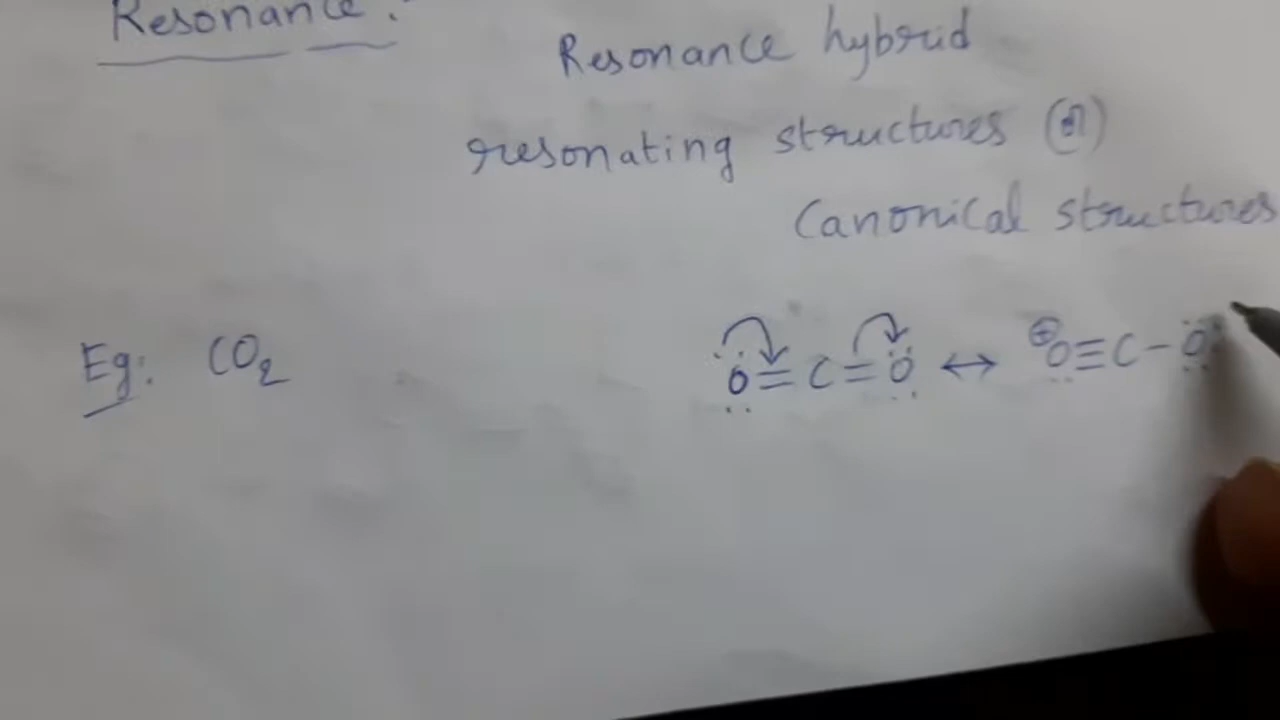 Resonance.
Resonance hybrid
resonating structures (or)
Canonical structures
Eg: CO₂
O=C=O ↔ ⊕O≡C–O